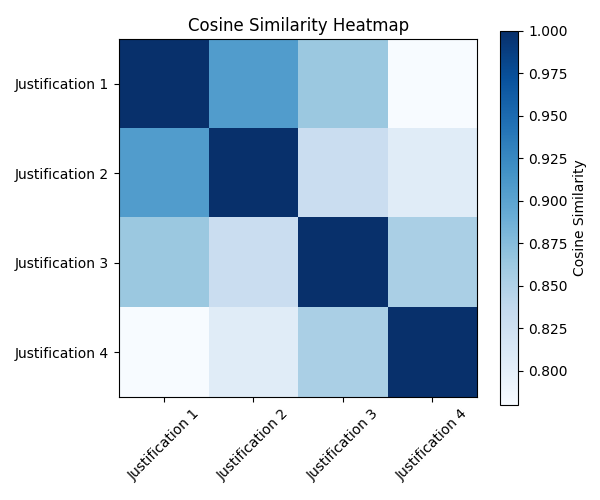 Cosine Similarity Heatmap
Justification 1
Justification 2
Justification 3
Justification 4
Justification 1
Justification 2
Justification 3
Justification 4
1.000
0.975
0.950
0.925
0.900
0.875
0.850
0.825
0.800
Cosine Similarity